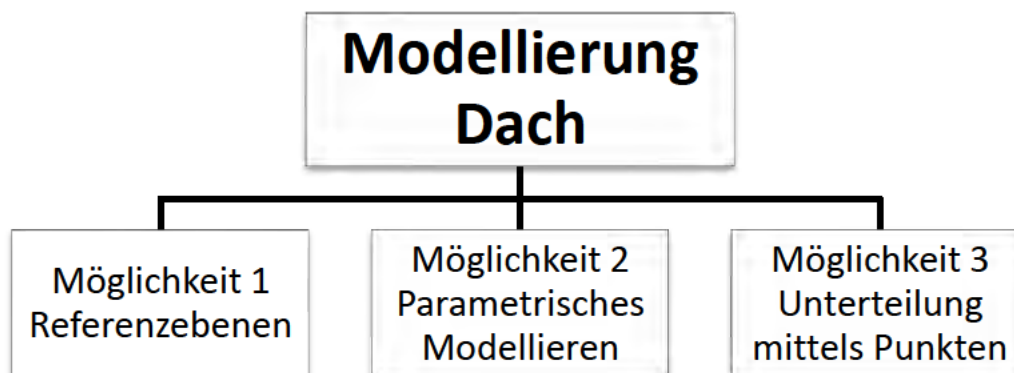 Modellierung
Dach
Möglichkeit 1
Referenzebenen
Möglichkeit 2
Parametrisches
Modellieren
Möglichkeit 3
Unterteilung
mittels Punkten